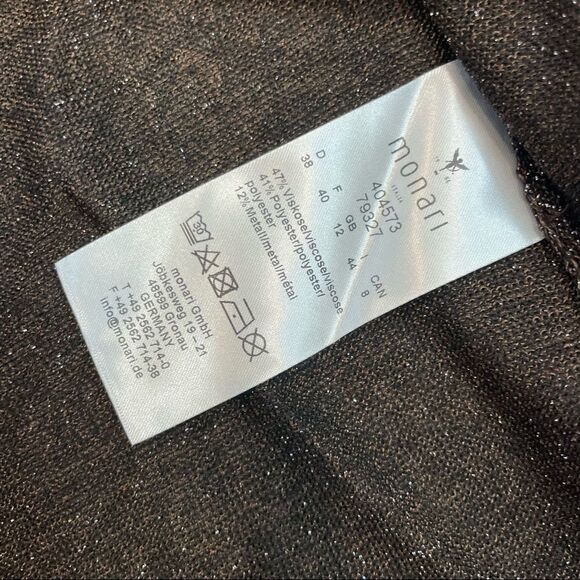 monari
404573
79327
D F GB I CAN
38 40 12 44 8
47% Viskose/viscose/viscose
41% Polyester/polyester/
polyester
12% Metall/metal/métal
30
monari GmbH
Jöbkesweg 19 – 21
48599 Gronau
GERMANY
T +49 2562 714-0
F +49 2562 714-38
info@monari.de